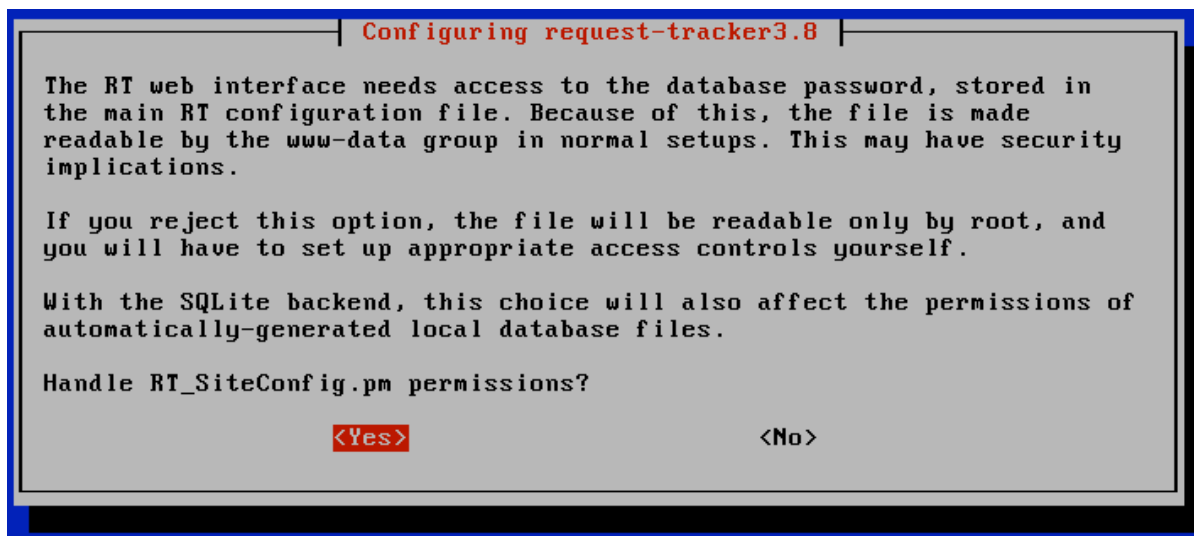 Configuring request-tracker3.8
The RT web interface needs access to the database password, stored in
the main RT configuration file. Because of this, the file is made
readable by the www-data group in normal setups. This may have security
implications.
If you reject this option, the file will be readable only by root, and
you will have to set up appropriate access controls yourself.
With the SQLite backend, this choice will also affect the permissions of
automatically-generated local database files.
Handle RT_SiteConfig.pm permissions?
<Yes> <No>